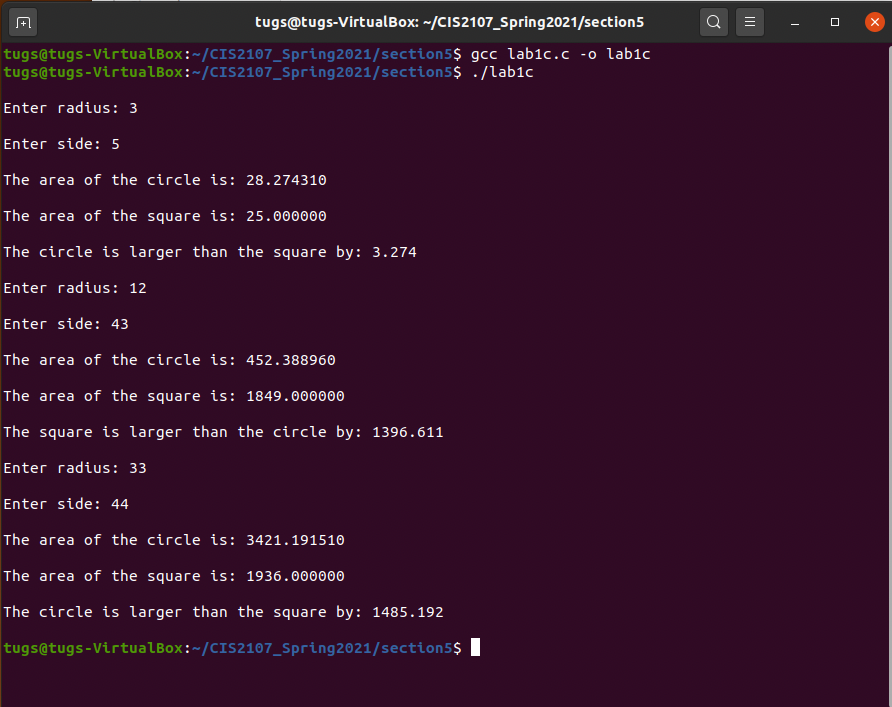 tugs@tugs-VirtualBox: ~/CIS2107_Spring2021/section5
tugs@tugs-VirtualBox:~/CIS2107_Spring2021/section5$ gcc lab1c.c -o lab1c
tugs@tugs-VirtualBox:~/CIS2107_Spring2021/section5$ ./lab1c
Enter radius: 3
Enter side: 5
The area of the circle is: 28.274310
The area of the square is: 25.000000
The circle is larger than the square by: 3.274
Enter radius: 12
Enter side: 43
The area of the circle is: 452.388960
The area of the square is: 1849.000000
The square is larger than the circle by: 1396.611
Enter radius: 33
Enter side: 44
The area of the circle is: 3421.191510
The area of the square is: 1936.000000
The circle is larger than the square by: 1485.192
tugs@tugs-VirtualBox:~/CIS2107_Spring2021/section5$